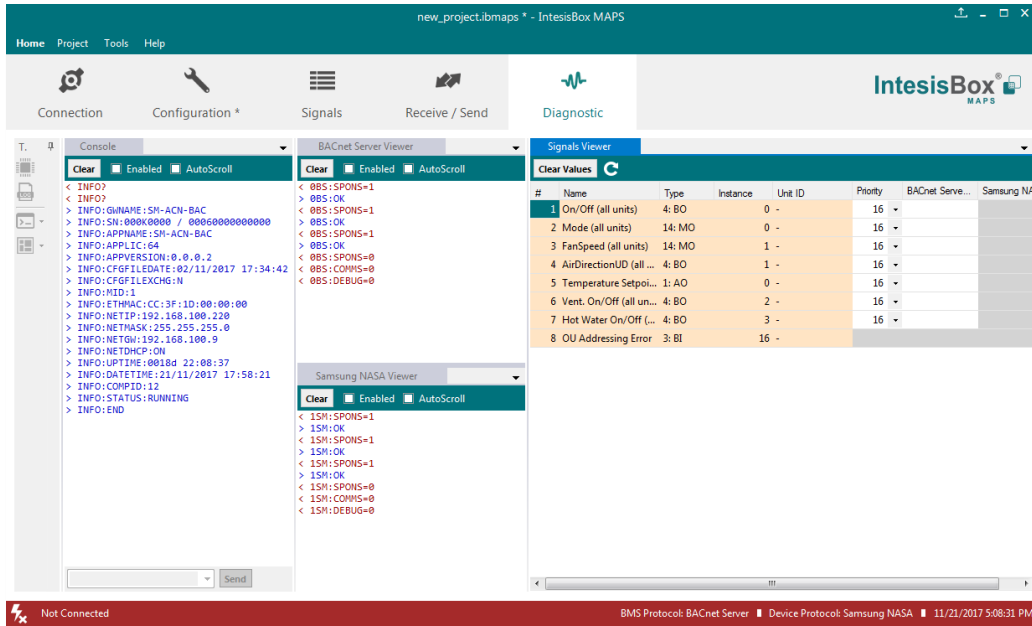 new_project.ibmaps * - IntesisBox MAPS
Home Project Tools Help
Connection
Configuration *
Signals
Receive / Send
Diagnostic
IntesisBox®
MAPS
T.
LOG
Console
Clear Enabled AutoScroll
< INFO?
< INFO?
> INFO:GWNAME:SM-ACN-BAC
> INFO:SN:000K0000 / 00060000000000
> INFO:APPNAME:SM-ACN-BAC
> INFO:APPLIC:64
> INFO:APPVERSION:0.0.0.2
> INFO:CFGFILEDATE:02/11/2017 17:34:42
> INFO:CFGFILEXCHG:N
> INFO:MID:1
> INFO:ETHMAC:CC:3F:1D:00:00:00
> INFO:NETIP:192.168.100.220
> INFO:NETMASK:255.255.255.0
> INFO:NETGW:192.168.100.9
> INFO:NETDHCP:ON
> INFO:UPTIME:0018d 22:08:37
> INFO:DATETIME:21/11/2017 17:58:21
> INFO:COMPID:12
> INFO:STATUS:RUNNING
> INFO:END
Send
BACnet Server Viewer
Clear Enabled AutoScroll
< 0BS:SPONS=1
> 0BS:OK
< 0BS:SPONS=1
> 0BS:OK
< 0BS:SPONS=1
> 0BS:OK
< 0BS:SPONS=0
< 0BS:COMMS=0
< 0BS:DEBUG=0
Samsung NASA Viewer
Clear Enabled AutoScroll
< 1SM:SPONS=1
> 1SM:OK
< 1SM:SPONS=1
> 1SM:OK
< 1SM:SPONS=1
> 1SM:OK
< 1SM:SPONS=0
< 1SM:COMMS=0
< 1SM:DEBUG=0
Signals Viewer
Clear Values
# Name Type Instance Unit ID Priority BACnet Serve... Samsung NA
1 On/Off (all units) 4: BO 0 - 16
2 Mode (all units) 14: MO 0 - 16
3 FanSpeed (all units) 14: MO 1 - 16
4 AirDirectionUD (all ... 4: BO 1 - 16
5 Temperature Setpoi... 1: AO 0 - 16
6 Vent. On/Off (all un... 4: BO 2 - 16
7 Hot Water On/Off (... 4: BO 3 - 16
8 OU Addressing Error 3: BI 16 -
Not Connected
BMS Protocol: BACnet Server Device Protocol: Samsung NASA 11/21/2017 5:08:31 PM